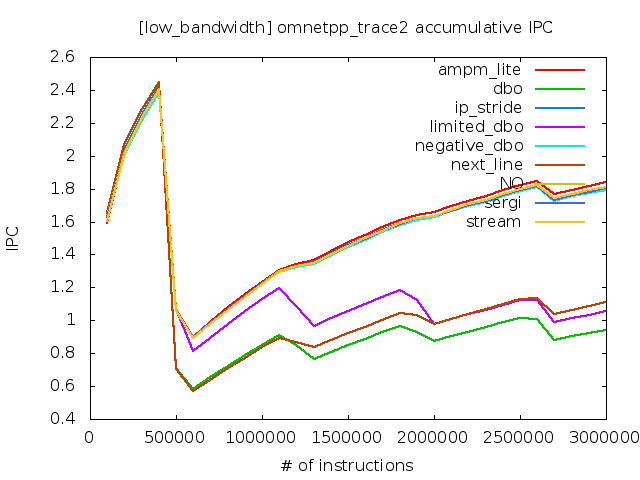 [low_bandwidth] omnetpp_trace2 accumulative IPC
2.6
2.4
2.2
2
1.8
1.6
1.4
1.2
1
0.8
0.6
0.4
IPC
ampm_lite
dbo
ip_stride
limited_dbo
negative_dbo
next_line
NO
sergi
stream
0 500000 1000000 1500000 2000000 2500000 3000000
# of instructions